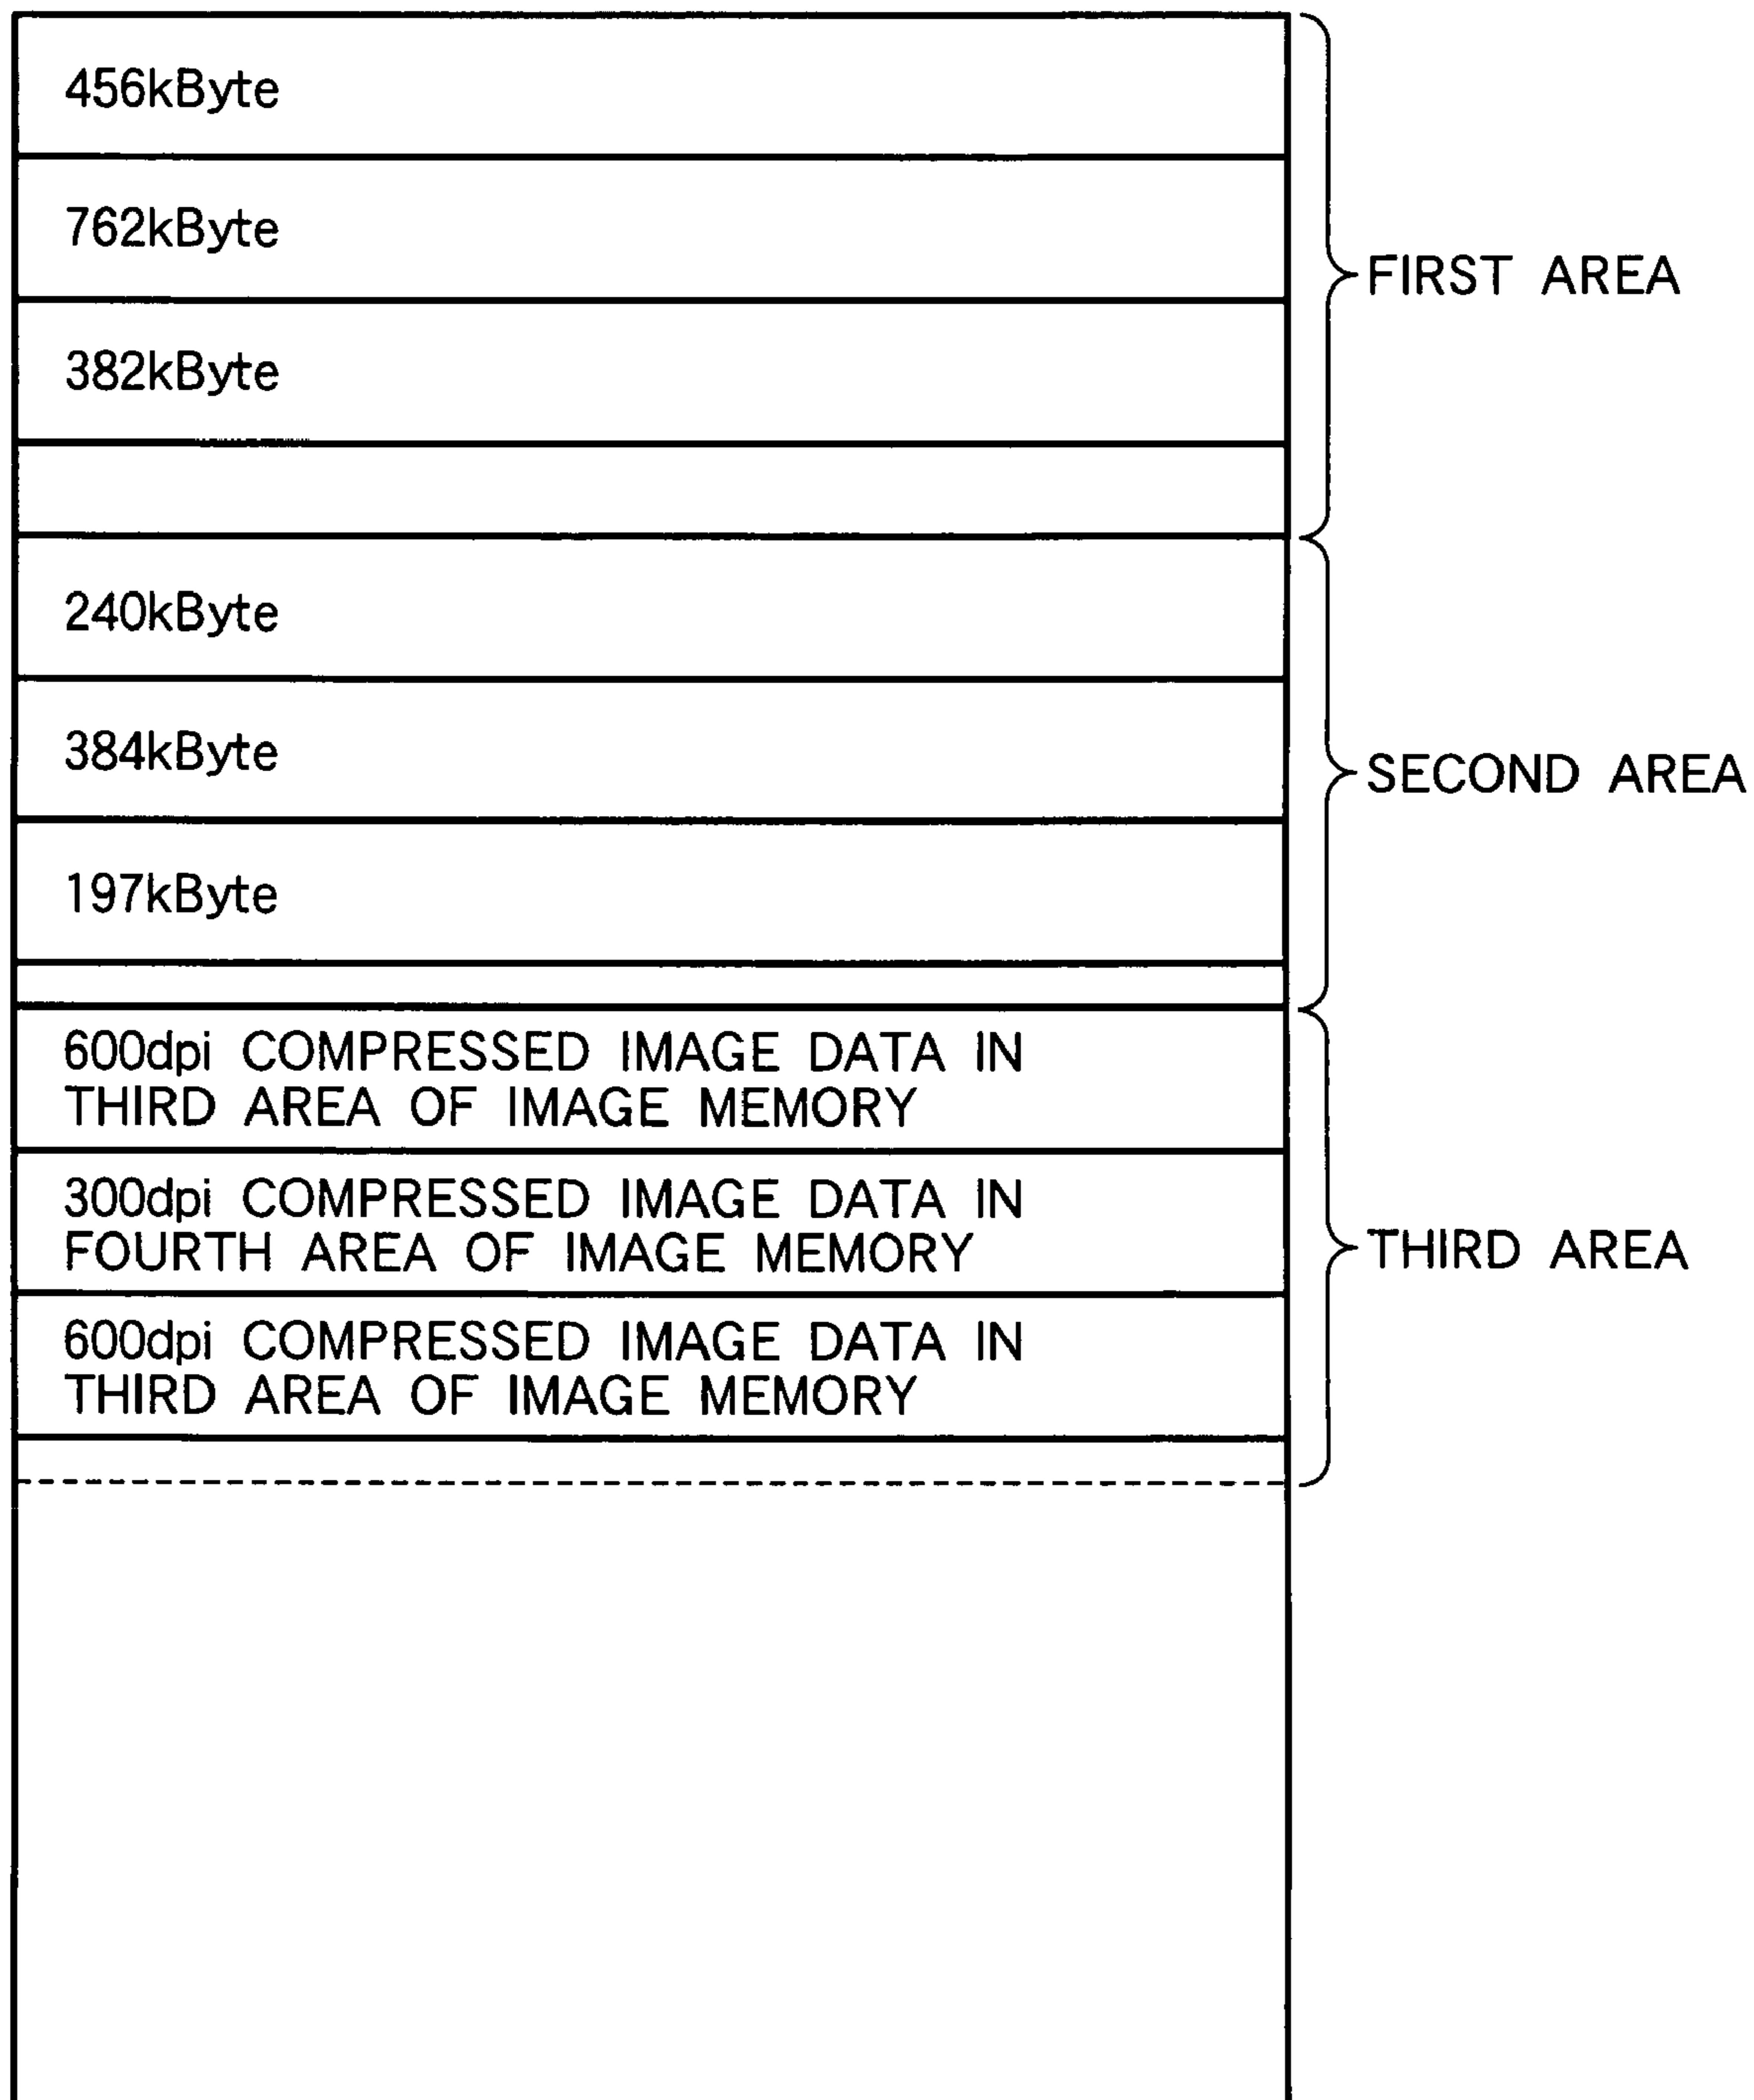 456kByte
762kByte
FIRST AREA
382kByte
240kByte
384kByte
SECOND AREA
197kByte
600dpi COMPRESSED IMAGE DATA IN
THIRD AREA OF IMAGE MEMORY
300dpi COMPRESSED IMAGE DATA IN
FOURTH AREA OF IMAGE MEMORY
THIRD AREA
600dpi COMPRESSED IMAGE DATA IN
THIRD AREA OF IMAGE MEMORY